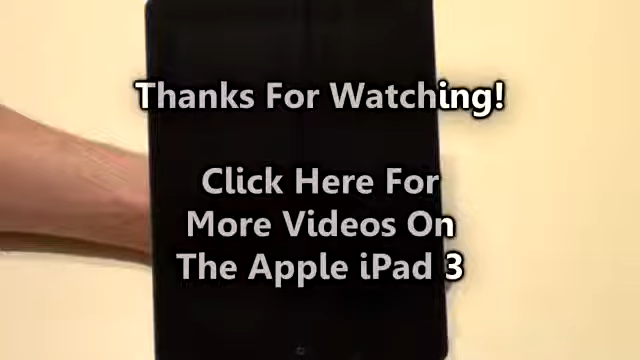 Thanks For Watching!
Click Here For
More Videos On
The Apple iPad 3